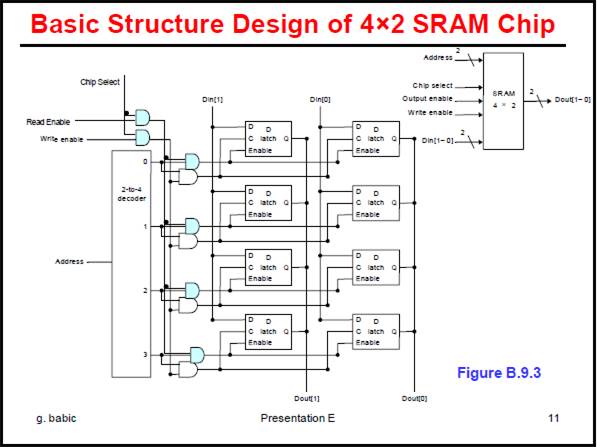 Basic Structure Design of 4×2 SRAM Chip
2
Address
Chip select
Output enable
Write enable
SRAM
4 × 2
2
Dout[1– 0]
2
Din[1– 0]
Chip Select
Read Enable
Write enable
Din[1]
Din[0]
2-to-4
decoder
Address
0
1
2
3
D
D
C latch Q
Enable
D
D
C latch Q
Enable
D
D
C latch Q
Enable
D
D
C latch Q
Enable
D
D
C latch Q
Enable
D
D
C latch Q
Enable
D
D
C latch Q
Enable
D
D
C latch Q
Enable
Dout[1]
Dout[0]
Figure B.9.3
g. babic
Presentation E
11